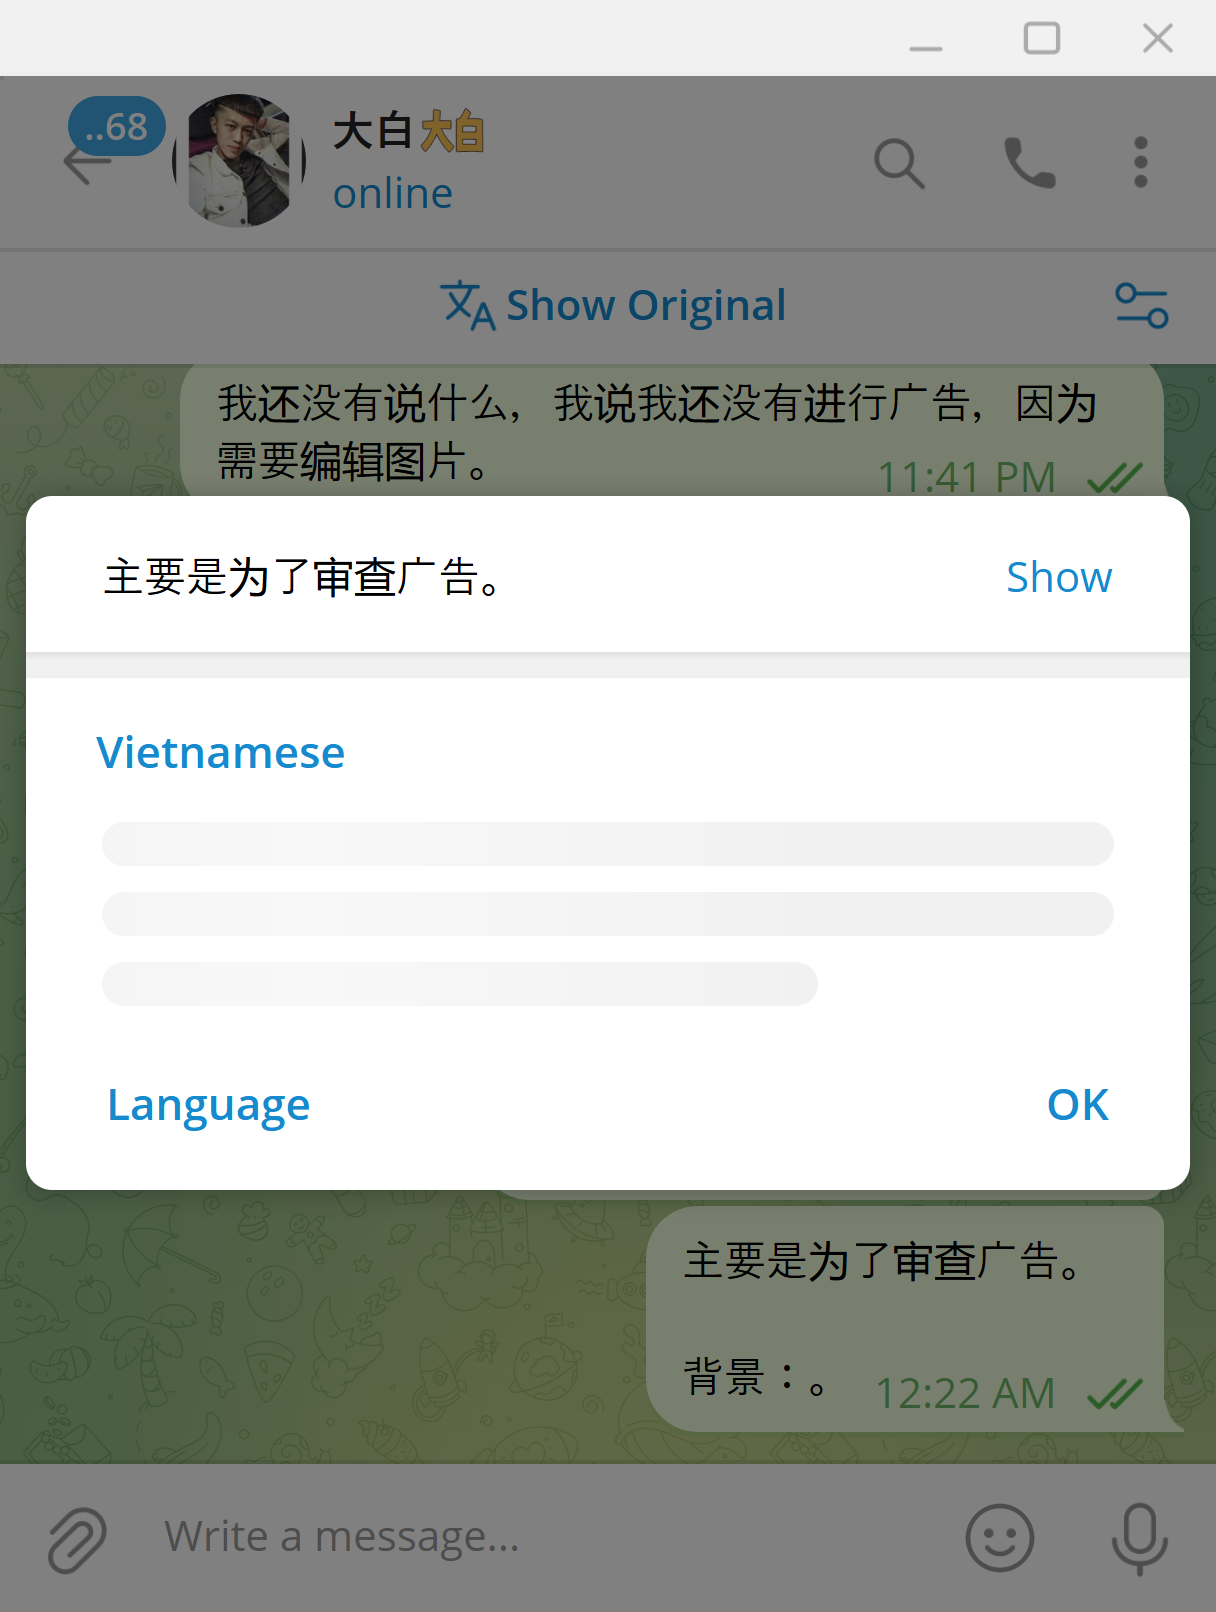 ..68
大白 大白
online
Show Original
我还没有说什么，我说我还没有进行广告，因为
需要编辑图片。
11:41 PM
主要是为了审查广告。
Show
Vietnamese
Language
OK
主要是为了审查广告。
背景：。
12:22 AM
Write a message...